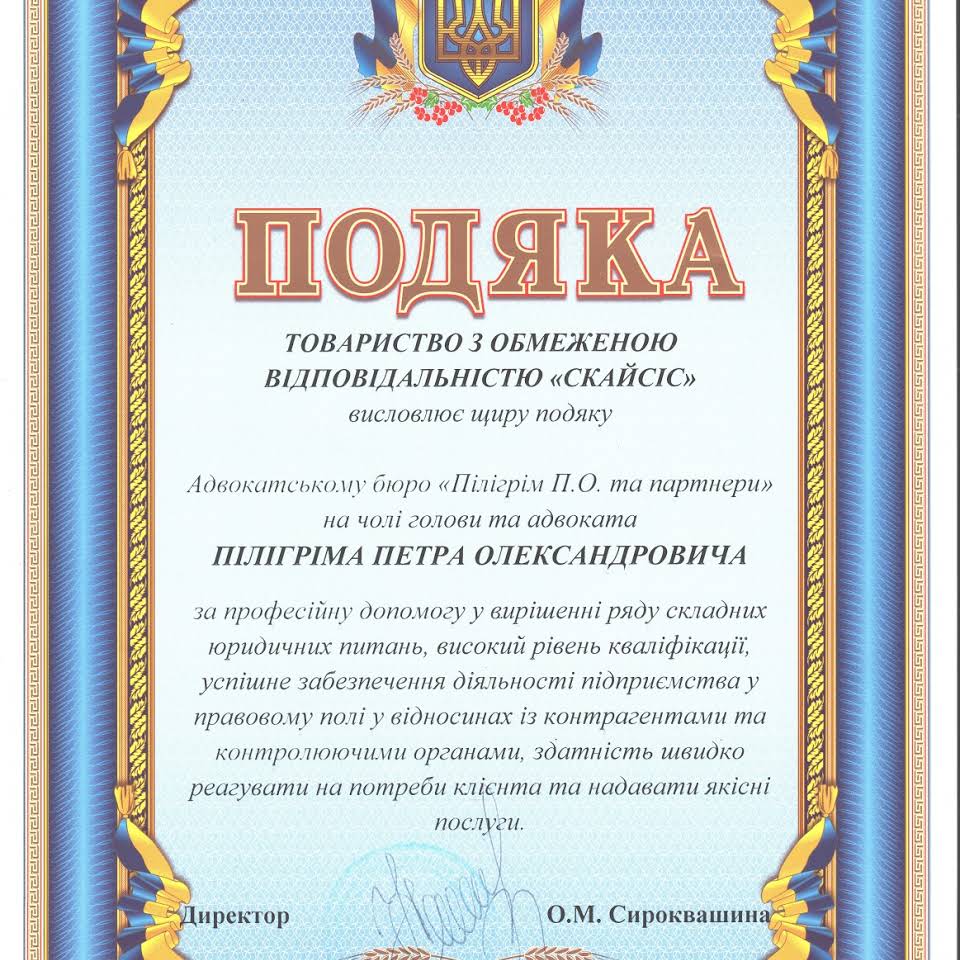 ПОДЯКА
ТОВАРИСТВО З ОБМЕЖЕНОЮ
ВІДПОВІДАЛЬНІСТЮ «СКАЙСІС»
висловлює щиру подяку
Адвокатському бюро «Пілігрім П.О. та партнери»
на чолі голови та адвоката
ПІЛІГРІМА ПЕТРА ОЛЕКСАНДРОВИЧА
за професійну допомогу у вирішенні ряду складних
юридичних питань, високий рівень кваліфікації,
успішне забезпечення діяльності підприємства у
правовому полі у відносинах із контрагентами та
контролюючими органами, здатність швидко
реагувати на потреби клієнта та надавати якісні
послуги.
Директор О.М. Сироквашина